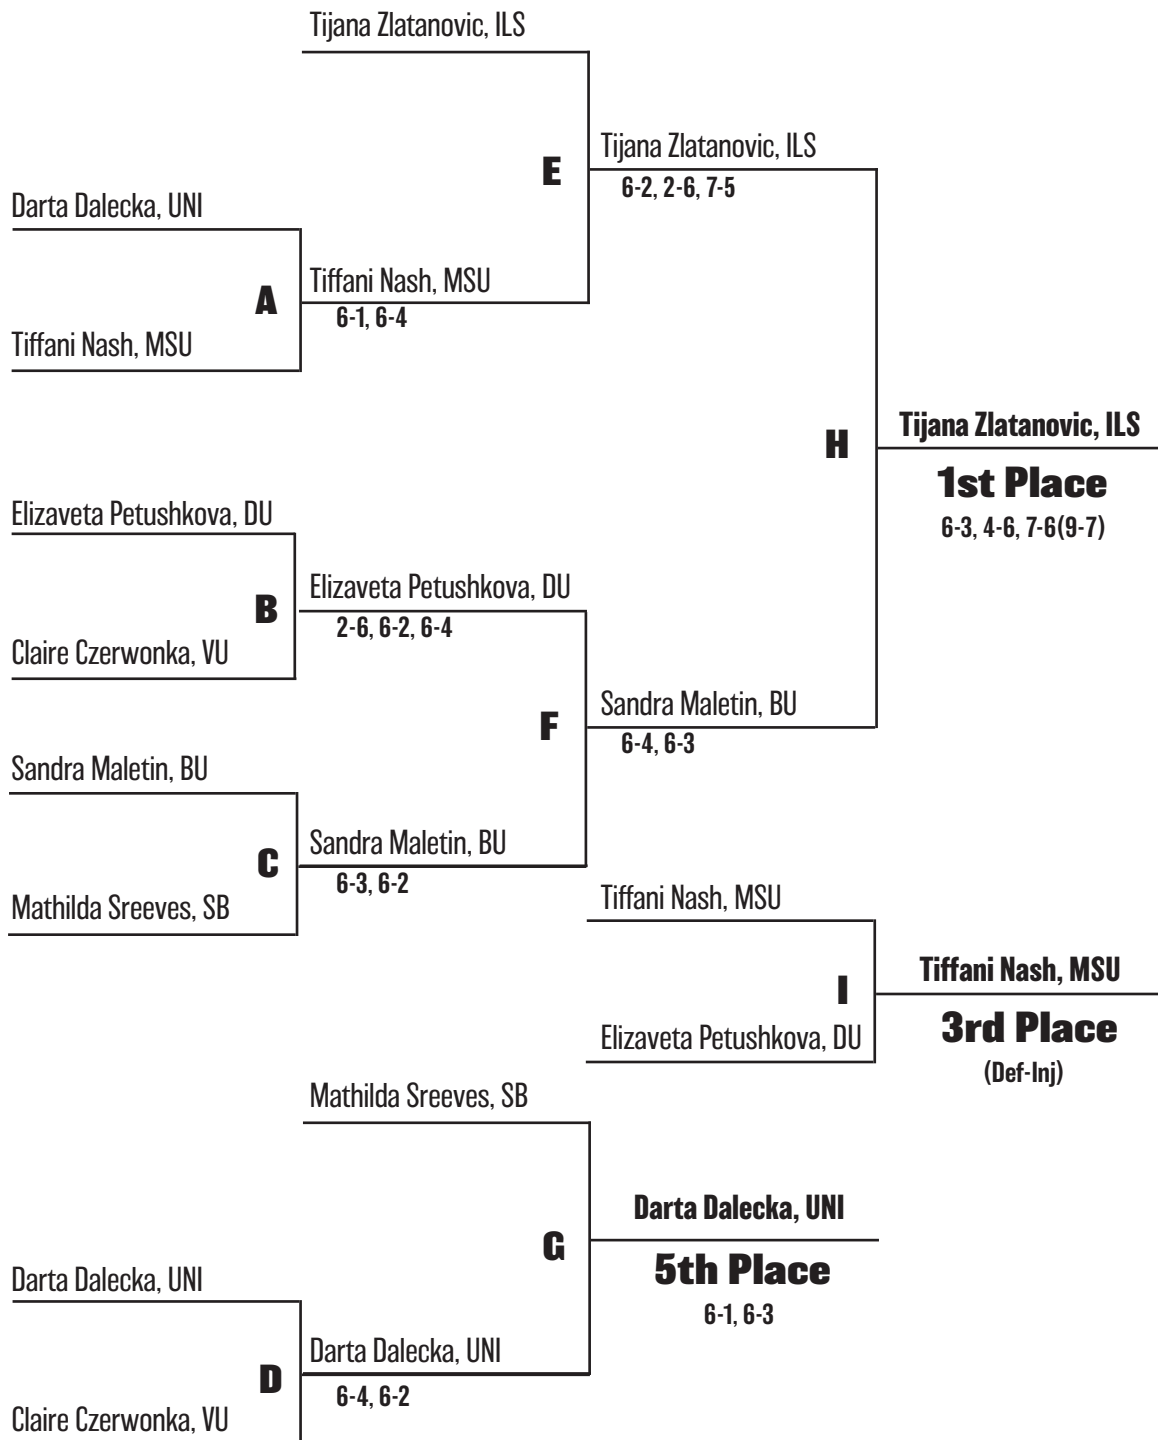 Tijana Zlatanovic, ILS
E
Tijana Zlatanovic, ILS
6-2, 2-6, 7-5
Darta Dalecka, UNI
A
Tiffani Nash, MSU
6-1, 6-4
Tiffani Nash, MSU
H
Tijana Zlatanovic, ILS
1st Place
6-3, 4-6, 7-6(9-7)
Elizaveta Petushkova, DU
B
Elizaveta Petushkova, DU
2-6, 6-2, 6-4
Claire Czerwonka, VU
F
Sandra Maletin, BU
6-4, 6-3
Sandra Maletin, BU
C
Sandra Maletin, BU
6-3, 6-2
Mathilda Sreeves, SB
Tiffani Nash, MSU
I
Tiffani Nash, MSU
3rd Place
(Def-Inj)
Elizaveta Petushkova, DU
Mathilda Sreeves, SB
G
Darta Dalecka, UNI
5th Place
6-1, 6-3
Darta Dalecka, UNI
D
Darta Dalecka, UNI
6-4, 6-2
Claire Czerwonka, VU